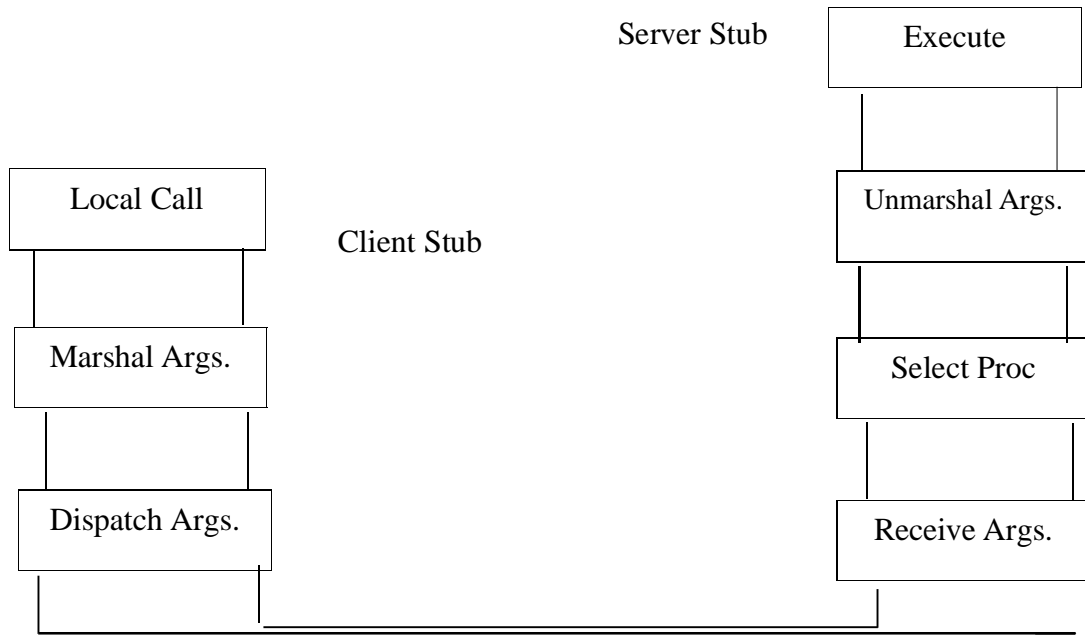 Server Stub
Execute
Local Call
Unmarshal Args.
Client Stub
Marshal Args.
Select Proc
Dispatch Args.
Receive Args.